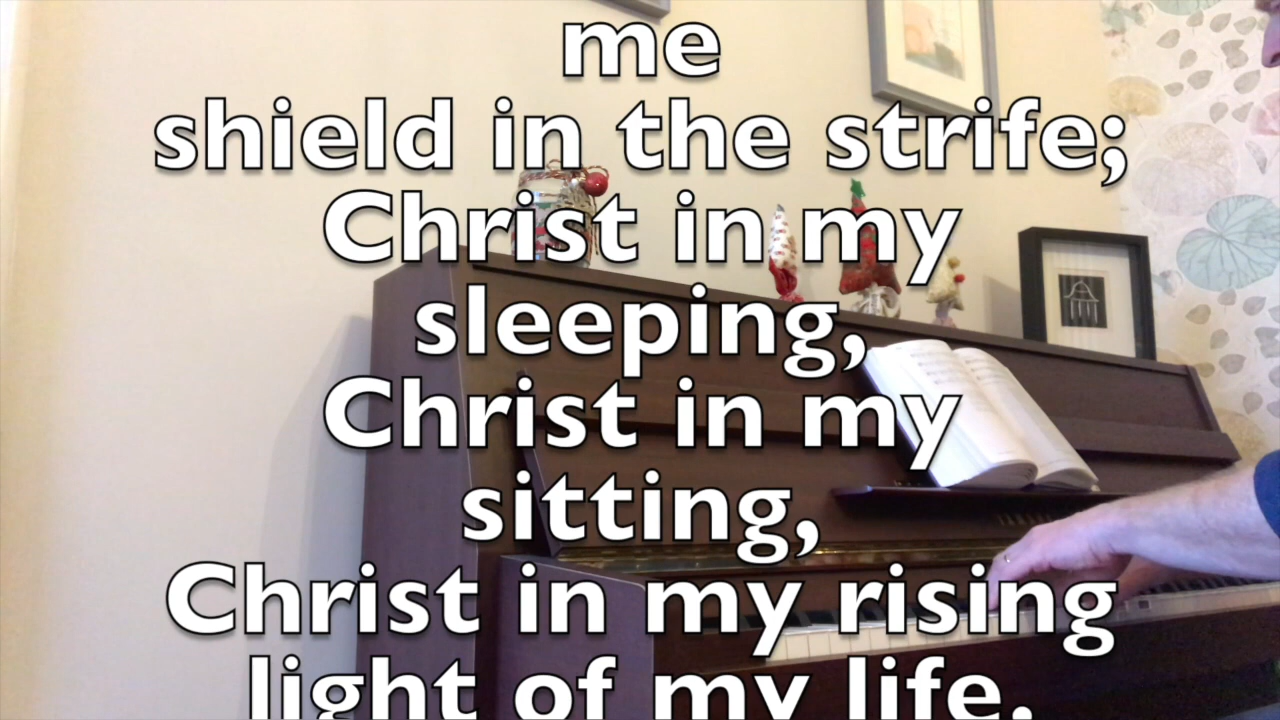 me
shield in the strife;
Christ in my
sleeping,
Christ in my
sitting,
Christ in my rising
light of my life.